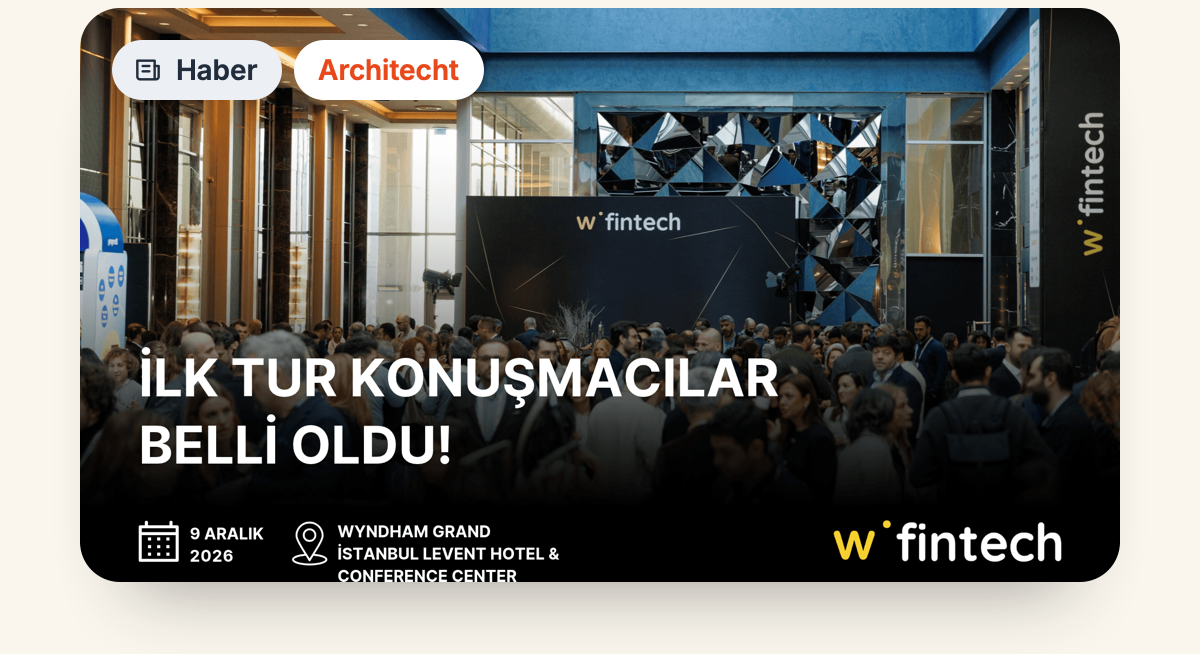 Haber
Architecht
w fintech
w fintech
İLK TUR KONUŞMACILAR
BELLİ OLDU!
9 ARALIK
2026
WYNDHAM GRAND
İSTANBUL LEVENT HOTEL &
CONFERENCE CENTER
w fintech